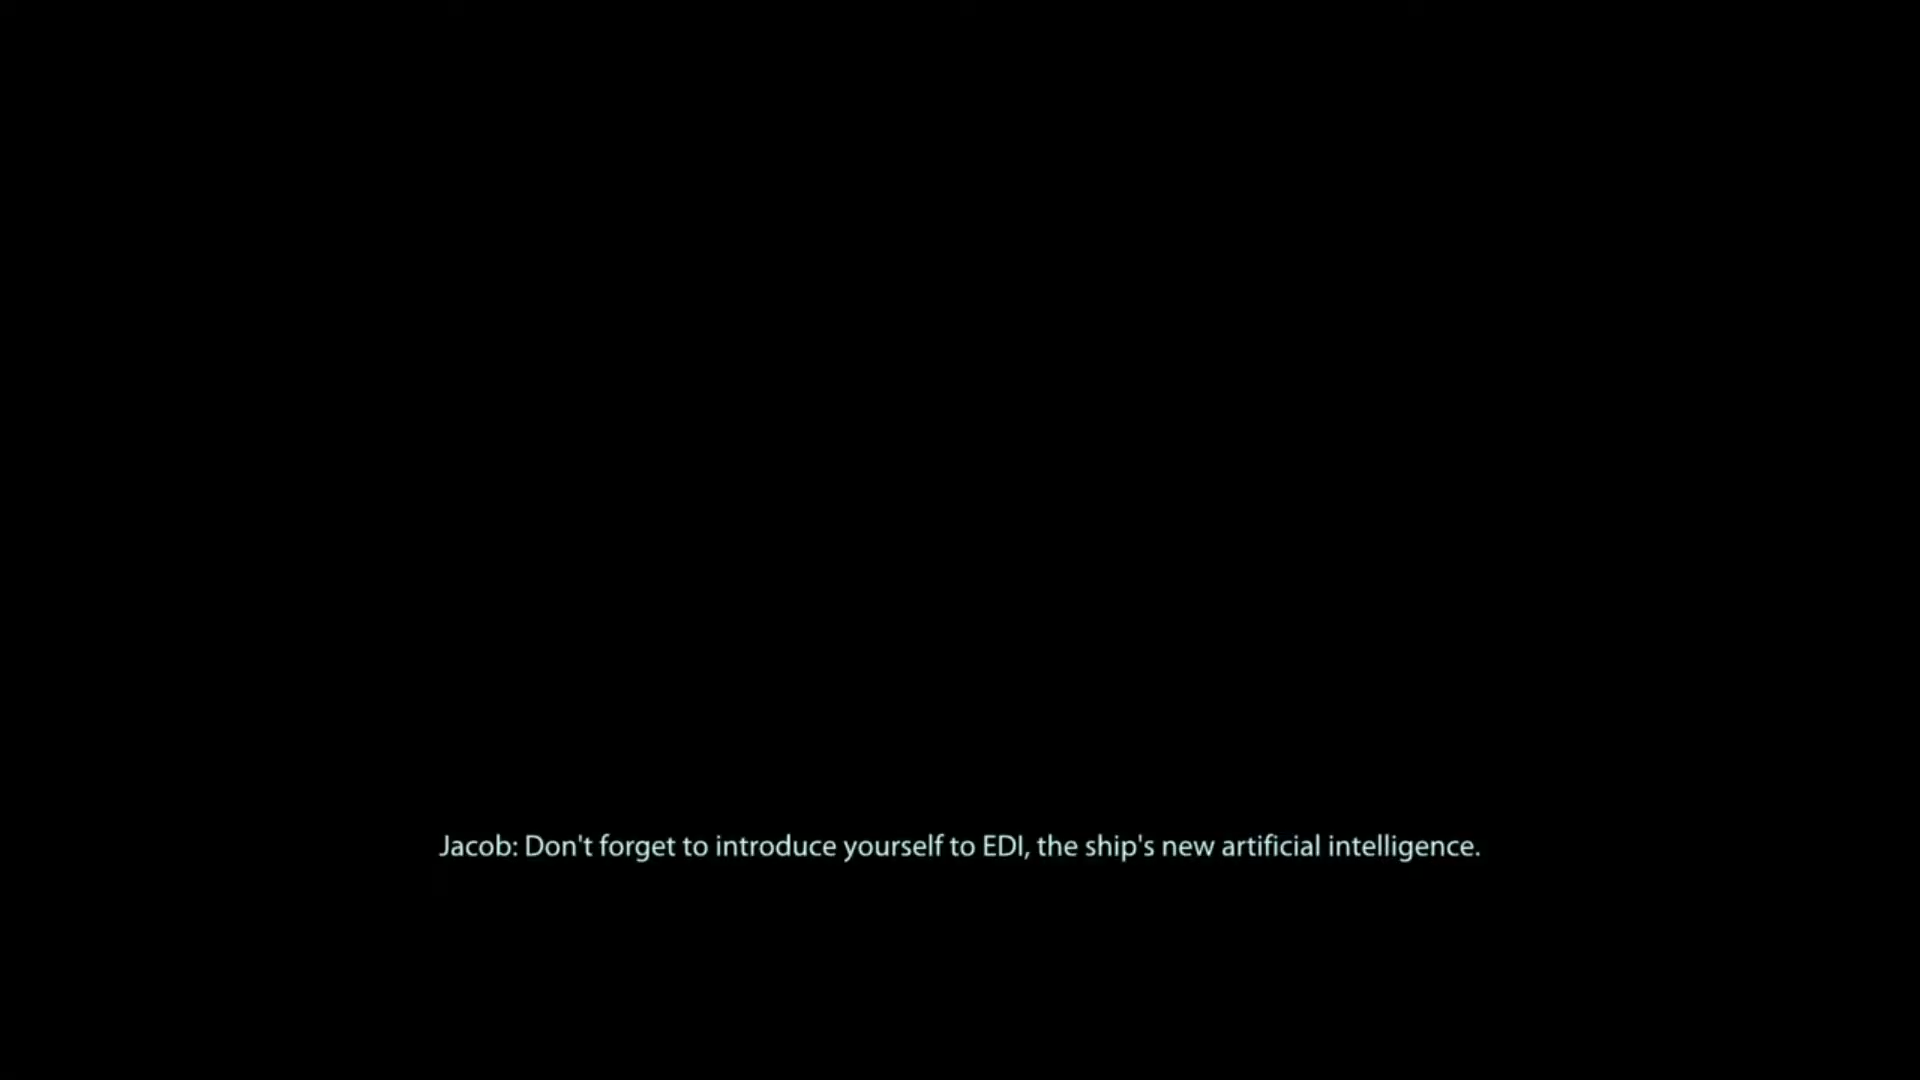 Jacob: Don't forget to introduce yourself to EDI, the ship's new artificial intelligence.